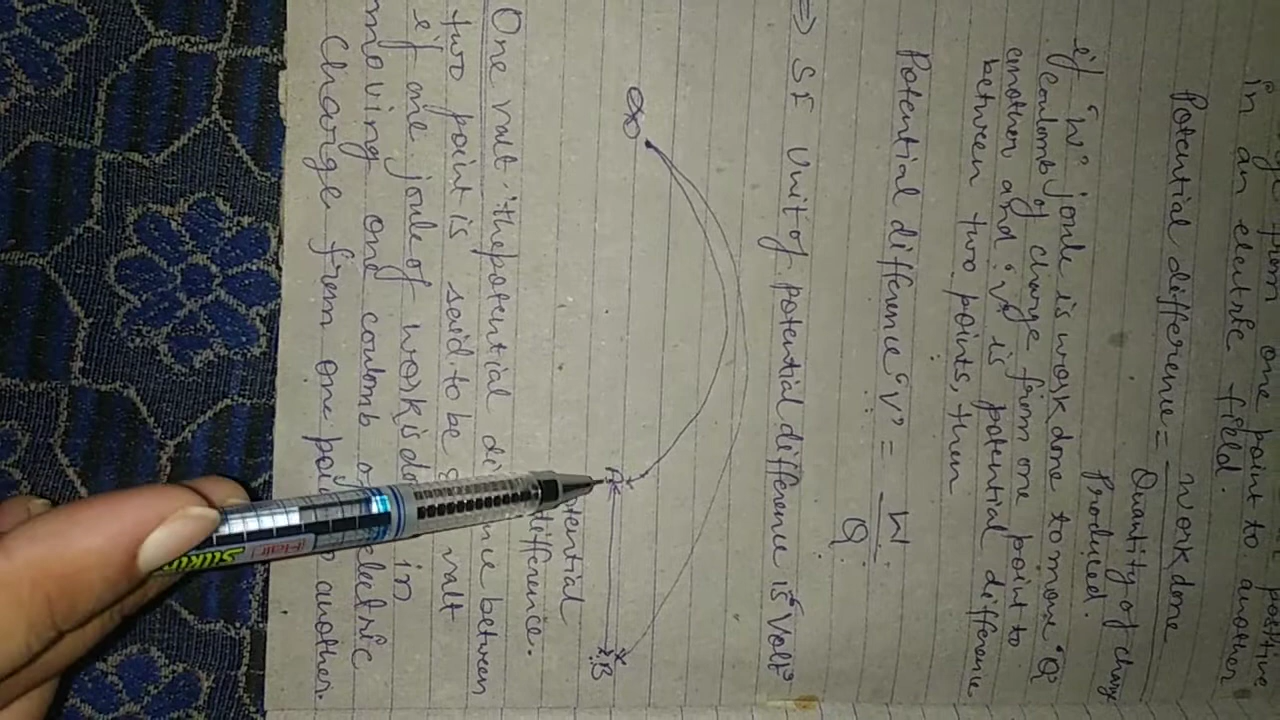 from one point to another
in an electric field.
Potential difference = work done
Quantity of charge
Produced.
if "W" joule is work done to move "Q"
coulomb of charge from one point to
another and "V" is potential difference
between two points, then
Potential difference "V" = W
Q
=> SI Unit of potential difference is "Volt"
∞
A
B
difference.
One volt: the potential between
two point is said to be volt
if one joule of work is in
moving one coulomb of electric
charge from one another.